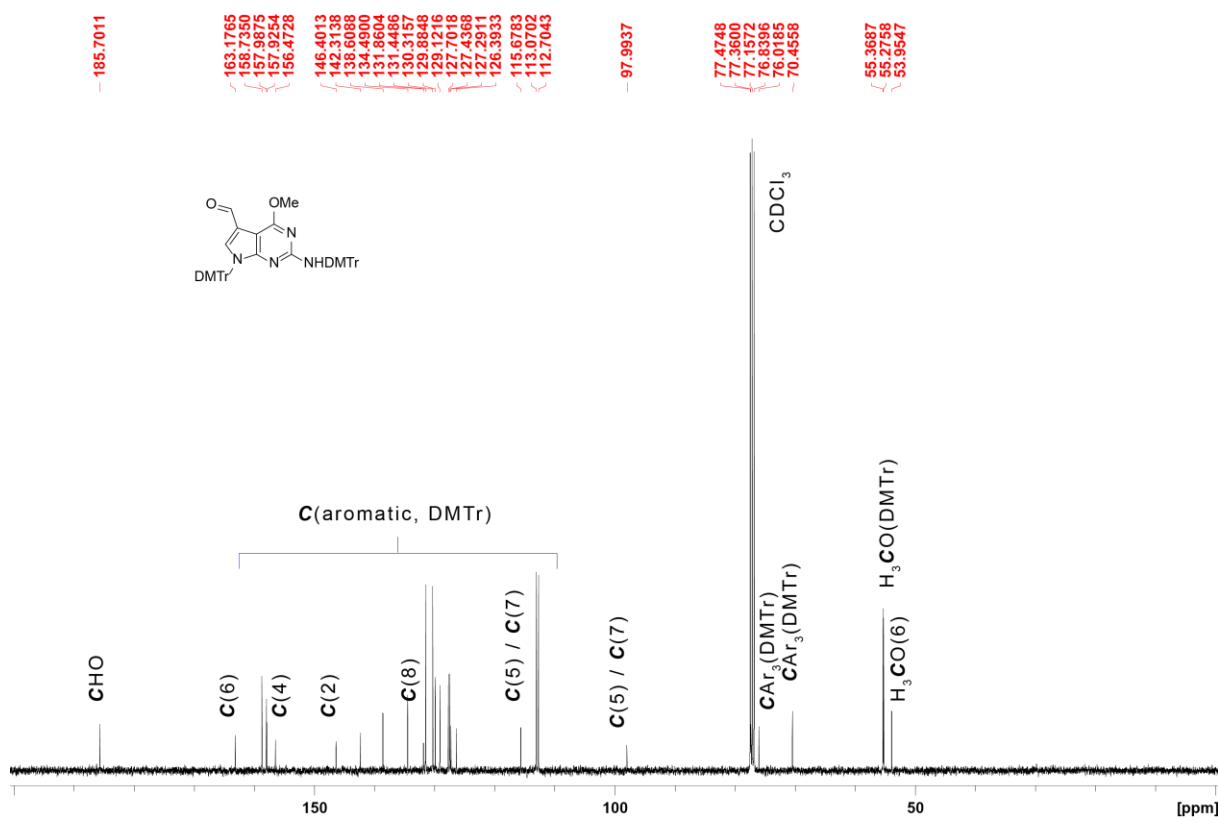 185.7011
163.1765
158.7350
157.9875
157.9254
156.4728
146.4013
142.3138
138.6088
134.4900
131.8604
131.4486
130.3157
129.8848
129.1216
127.7018
127.4368
127.2911
126.3933
115.6783
113.0702
112.7043
97.9937
77.4748
77.3600
77.1572
76.8396
76.0185
70.4558
55.3687
55.2758
53.9547
O
OMe
N
N
N
NHDMTr
DMTr
CDCl3
C(aromatic, DMTr)
CHO
C(6)
C(4)
C(2)
C(8)
C(5) / C(7)
C(5) / C(7)
CAr3(DMTr)
CAr3(DMTr)
H3CO(DMTr)
H3CO(6)
150
100
50
[ppm]